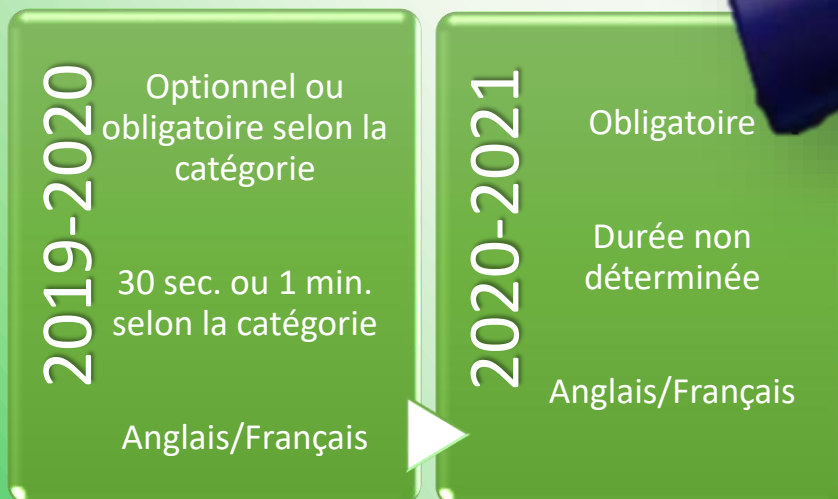 2019-2020
Optionnel ou
obligatoire selon la
catégorie
30 sec. ou 1 min.
selon la catégorie
Anglais/Français
2020-2021
Obligatoire
Durée non
déterminée
Anglais/Français